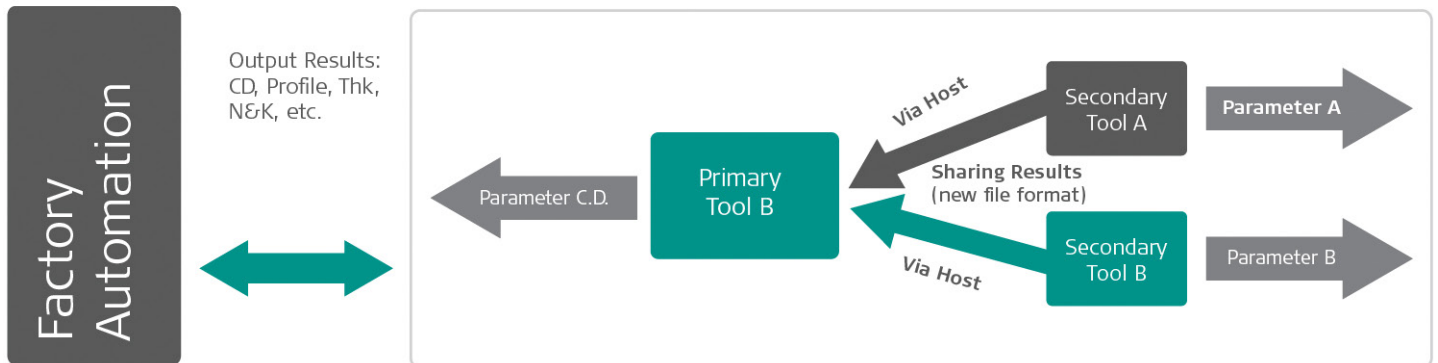 Factory
Automation
Output Results:
CD, Profile, Thk,
N&K, etc.
Parameter C.D.
Primary
Tool B
Via Host
Sharing Results
(new file format)
Via Host
Secondary
Tool A
Parameter A
Secondary
Tool B
Parameter B